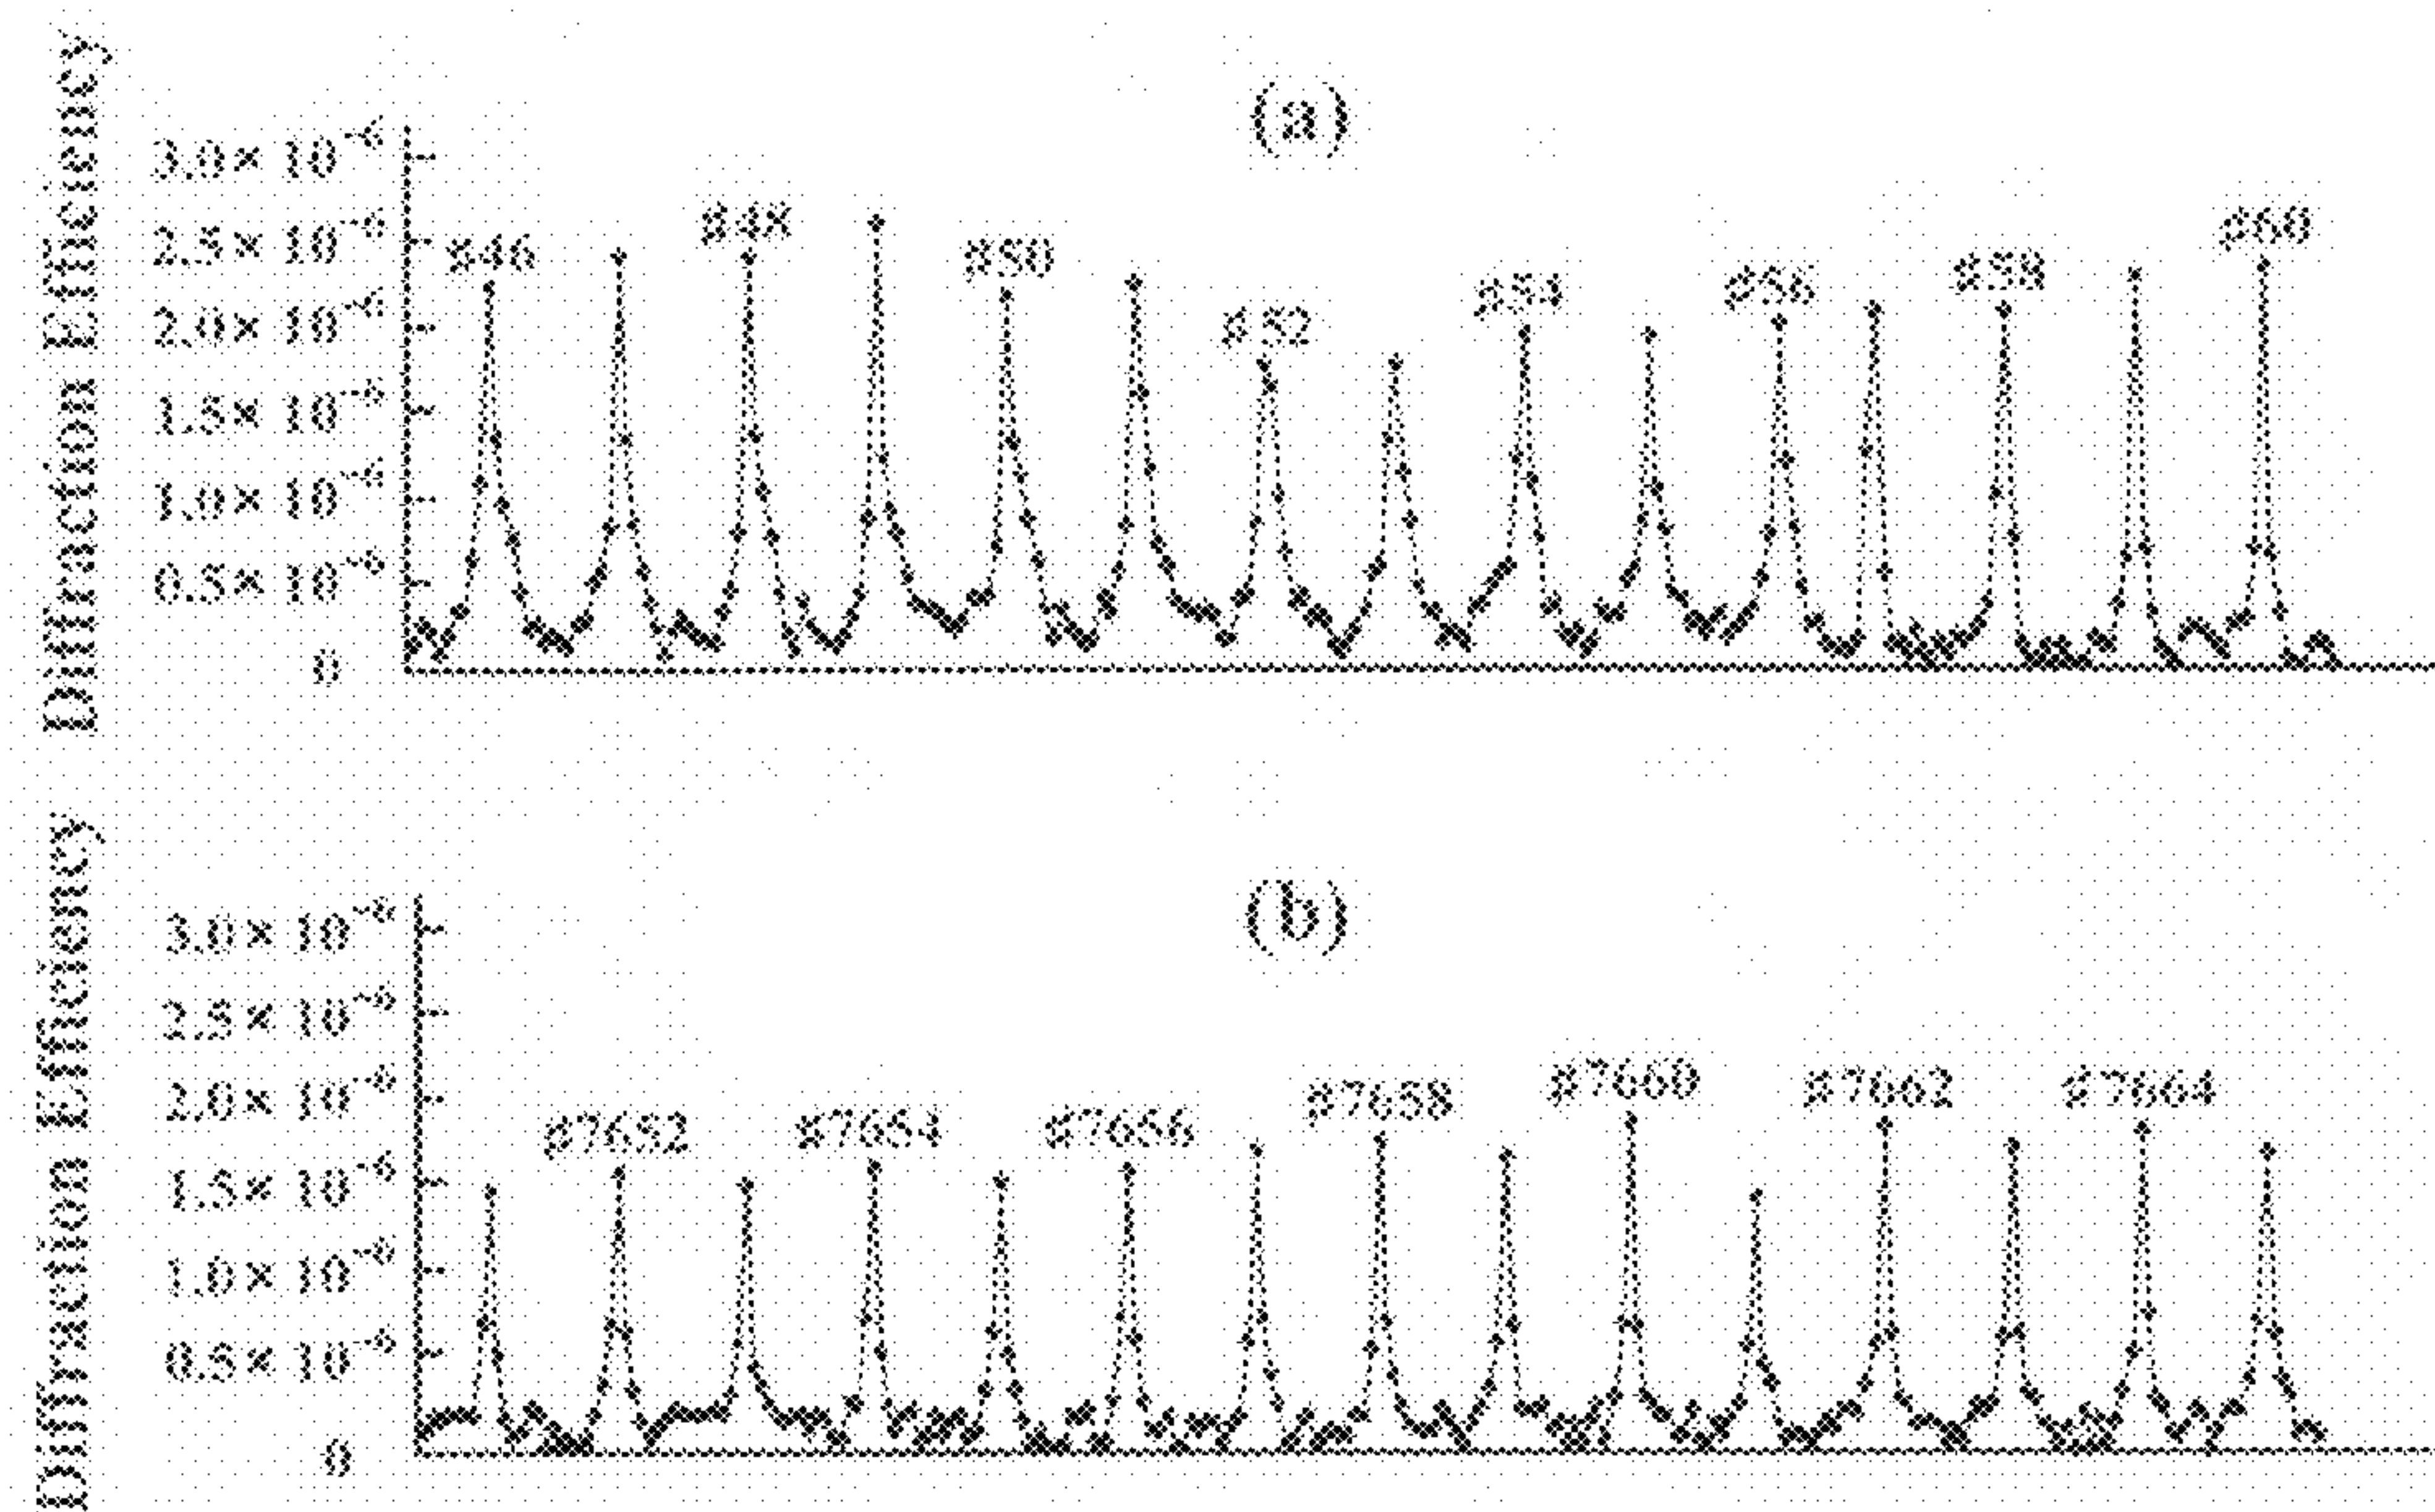 (a)
Diffraction Efficiency
3.0× 10⁻⁶
2.5× 10⁻⁶
2.0× 10⁻⁶
1.5× 10⁻⁶
1.0× 10⁻⁶
0.5× 10⁻⁶
0
#46 #48 #50 #52 #54 #56 #58 #60
(b)
Diffraction Efficiency
3.0× 10⁻⁶
2.5× 10⁻⁶
2.0× 10⁻⁶
1.5× 10⁻⁶
1.0× 10⁻⁶
0.5× 10⁻⁶
0
#7652 #7654 #7656 #7658 #7660 #7662 #7664